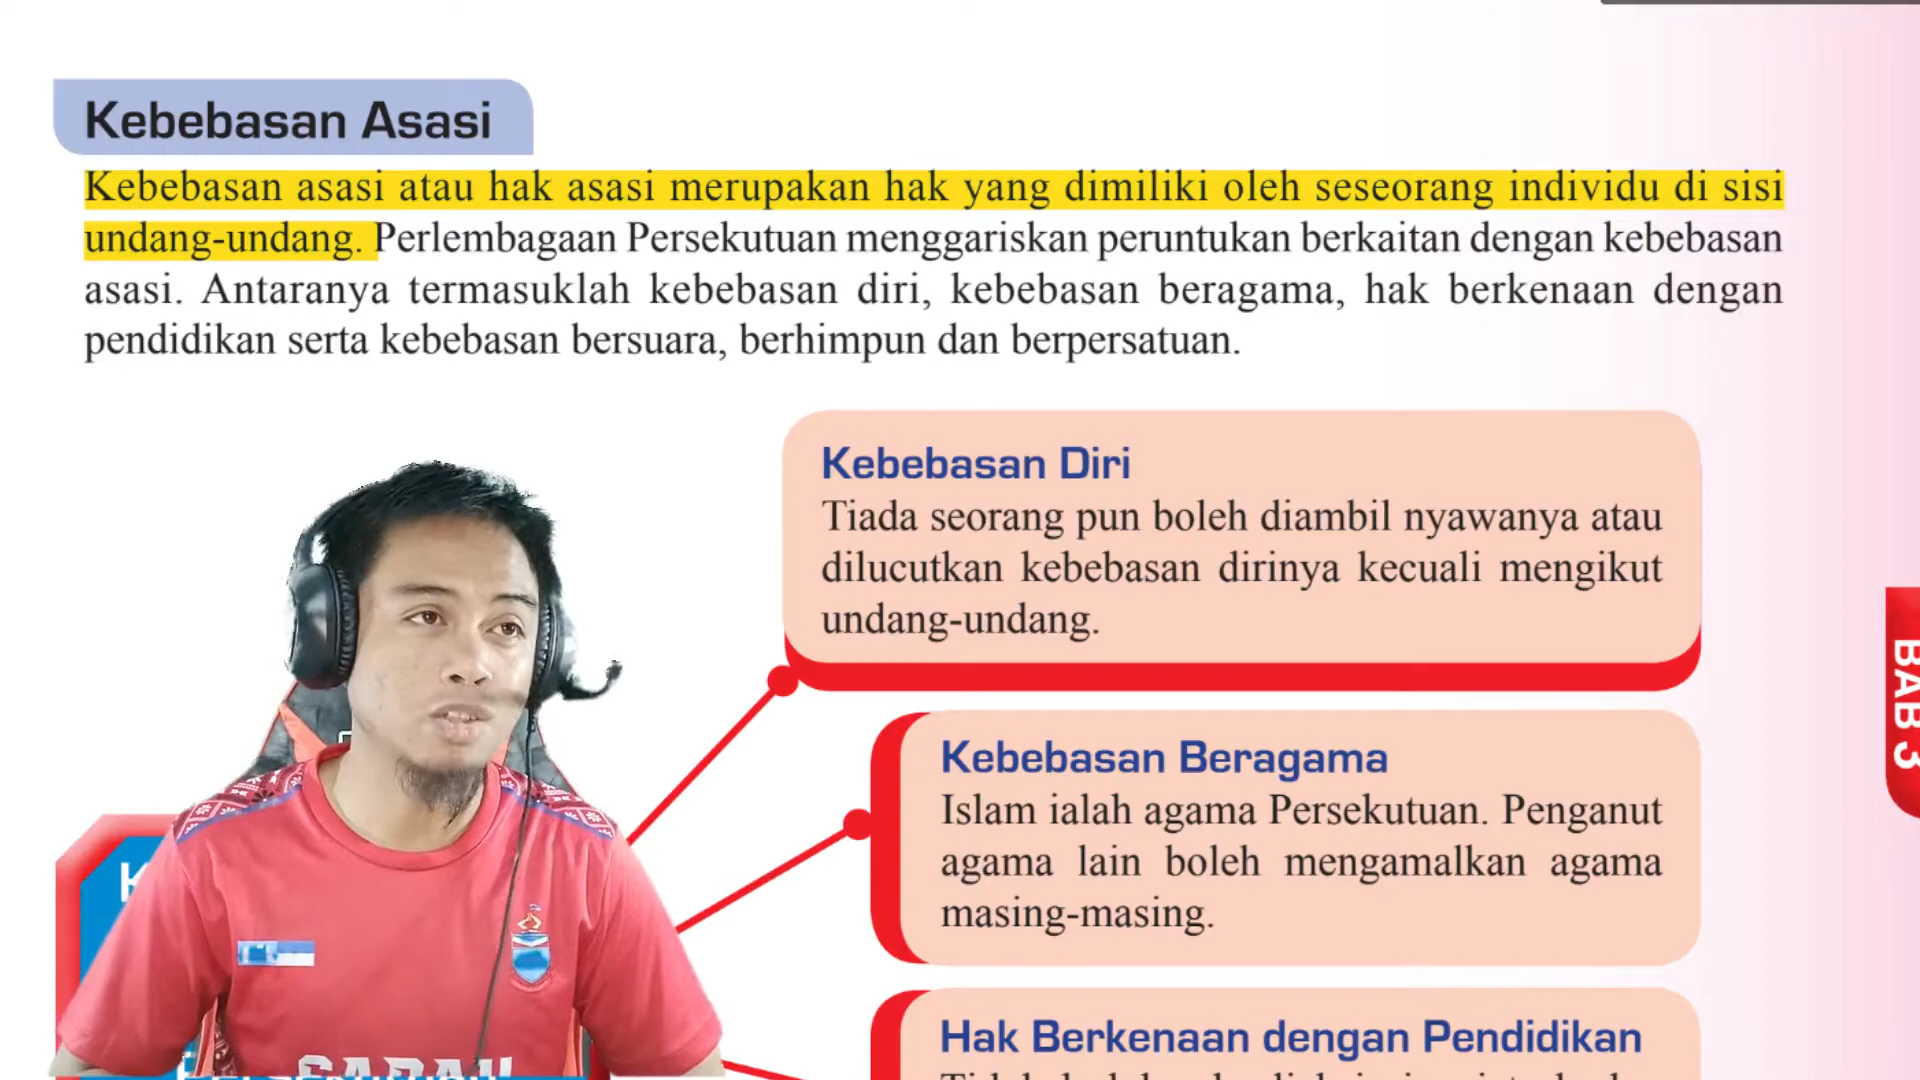 Kebebasan Asasi
Kebebasan asasi atau hak asasi merupakan hak yang dimiliki oleh seseorang individu di sisi
undang-undang. Perlembagaan Persekutuan menggariskan peruntukan berkaitan dengan kebebasan
asasi. Antaranya termasuklah kebebasan diri, kebebasan beragama, hak berkenaan dengan
pendidikan serta kebebasan bersuara, berhimpun dan berpersatuan.
Kebebasan Diri
Tiada seorang pun boleh diambil nyawanya atau
dilucutkan kebebasan dirinya kecuali mengikut
undang-undang.
BAB 3
Kebebasan Beragama
Islam ialah agama Persekutuan. Penganut
agama lain boleh mengamalkan agama
masing-masing.
Hak Berkenaan dengan Pendidikan